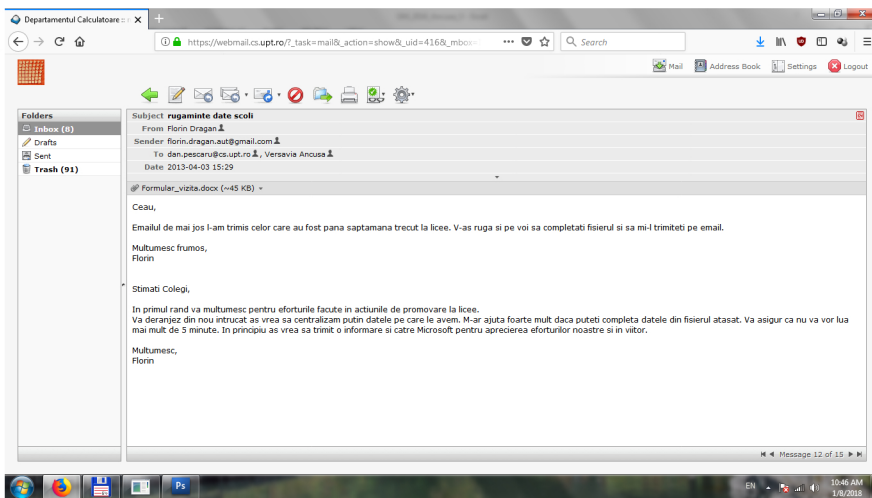 Departamentul Calculatoare ::
https://webmail.cs.upt.ro/?_task=mail&_action=show&_uid=416&_mbox=
Search
Mail Address Book Settings Logout
Folders
Inbox (8)
Drafts
Sent
Trash (91)
Subject rugaminte date scoli
From Florin Dragan
Sender florin.dragan.aut@gmail.com
To dan.pescaru@cs.upt.ro, Versavia Ancusa
Date 2013-04-03 15:29
Formular_vizita.docx (~45 KB)
Ceau,
Emailul de mai jos l-am trimis celor care au fost pana saptamana trecut la licee. V-as ruga si pe voi sa completati fisierul si sa mi-l trimiteti pe email.
Multumesc frumos,
Florin
Stimati Colegi,
In primul rand va multumesc pentru eforturile facute in actiunile de promovare la licee.
Va deranjez din nou intrucat as vrea sa centralizam putin datele pe care le avem. M-ar ajuta foarte mult daca puteti completa datele din fisierul atasat. Va asigur ca nu va vor lua
mai mult de 5 minute. In principiu as vrea sa trimit o informare si catre Microsoft pentru aprecierea eforturilor noastre si in viitor.
Multumesc,
Florin
Message 12 of 15
Ps
EN
10:46 AM
1/8/2018